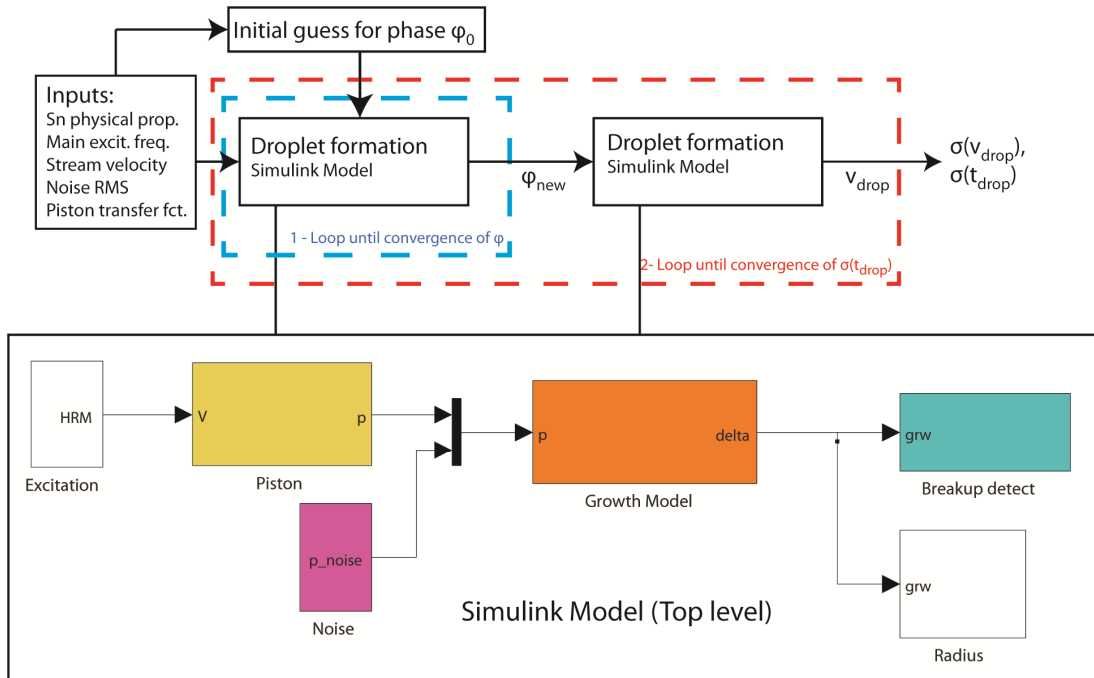 Initial guess for phase φ₀
Inputs:
Sn physical prop.
Main excit. freq.
Stream velocity
Noise RMS
Piston transfer fct.
Droplet formation
Simulink Model
φnew
1 - Loop until convergence of φ
Droplet formation
Simulink Model
vdrop
σ(vdrop),
σ(tdrop)
2- Loop until convergence of σ(tdrop)
HRM
Excitation
V
p
Piston
p_noise
Noise
p
delta
Growth Model
grw
Breakup detect
grw
Radius
Simulink Model (Top level)